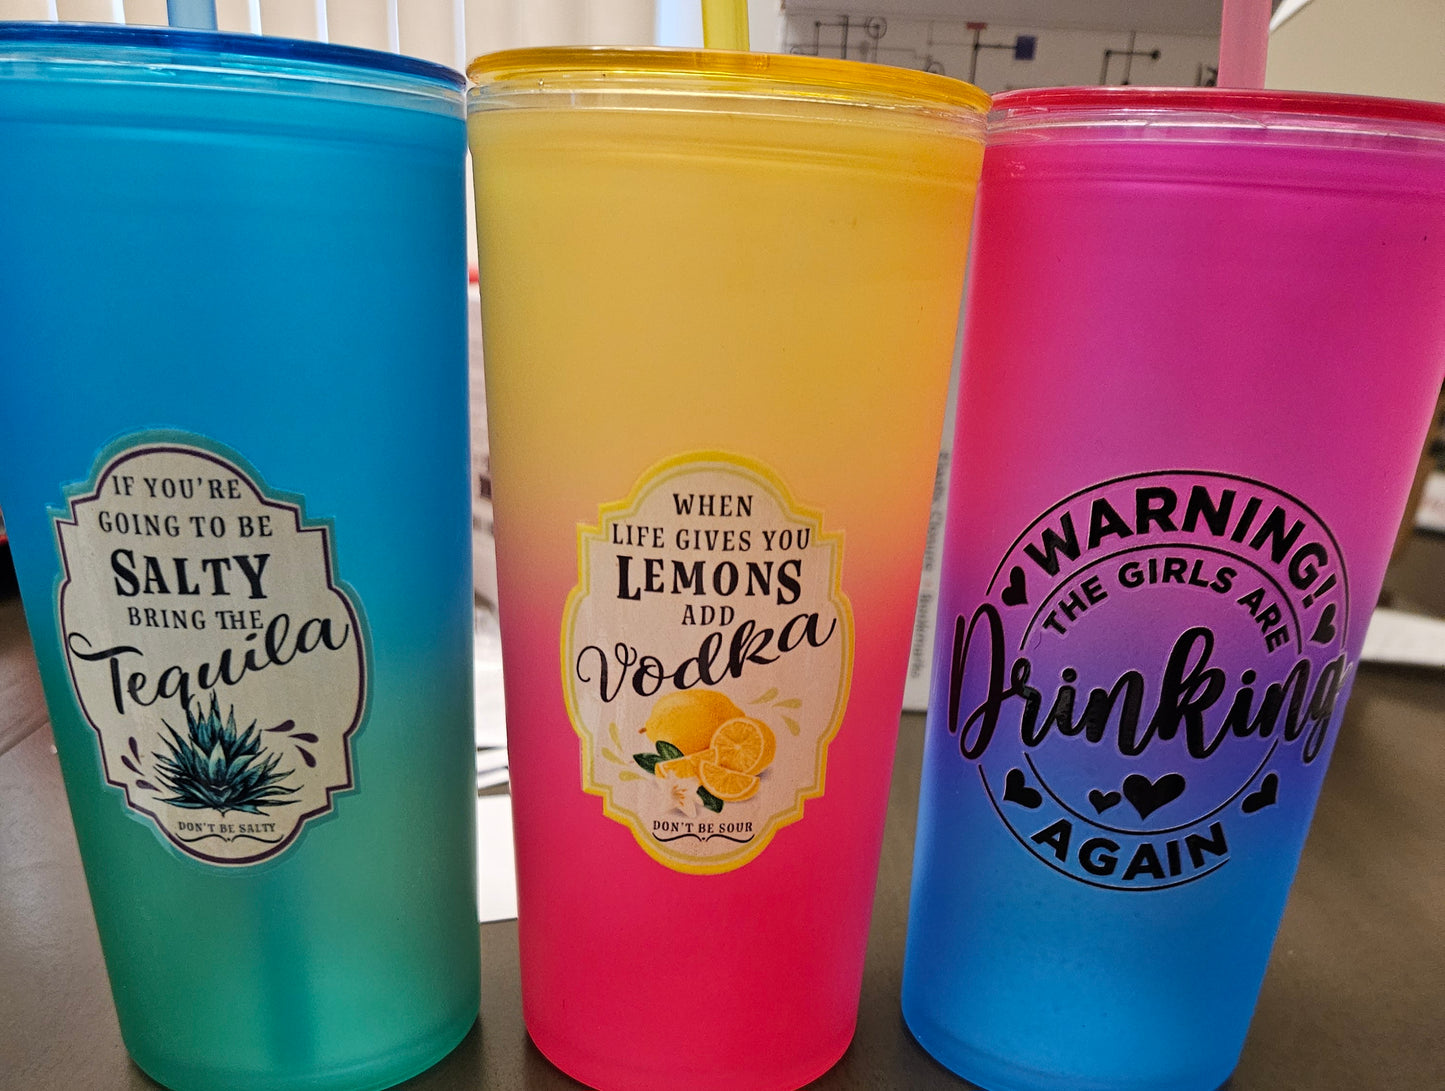 IF YOU'RE
GOING TO BE
SALTY
BRING THE
Tequila
DON'T BE SALTY
WHEN
LIFE GIVES YOU
LEMONS
ADD
Vodka
DON'T BE SOUR
WARNING!
THE GIRLS ARE
Drinking
AGAIN